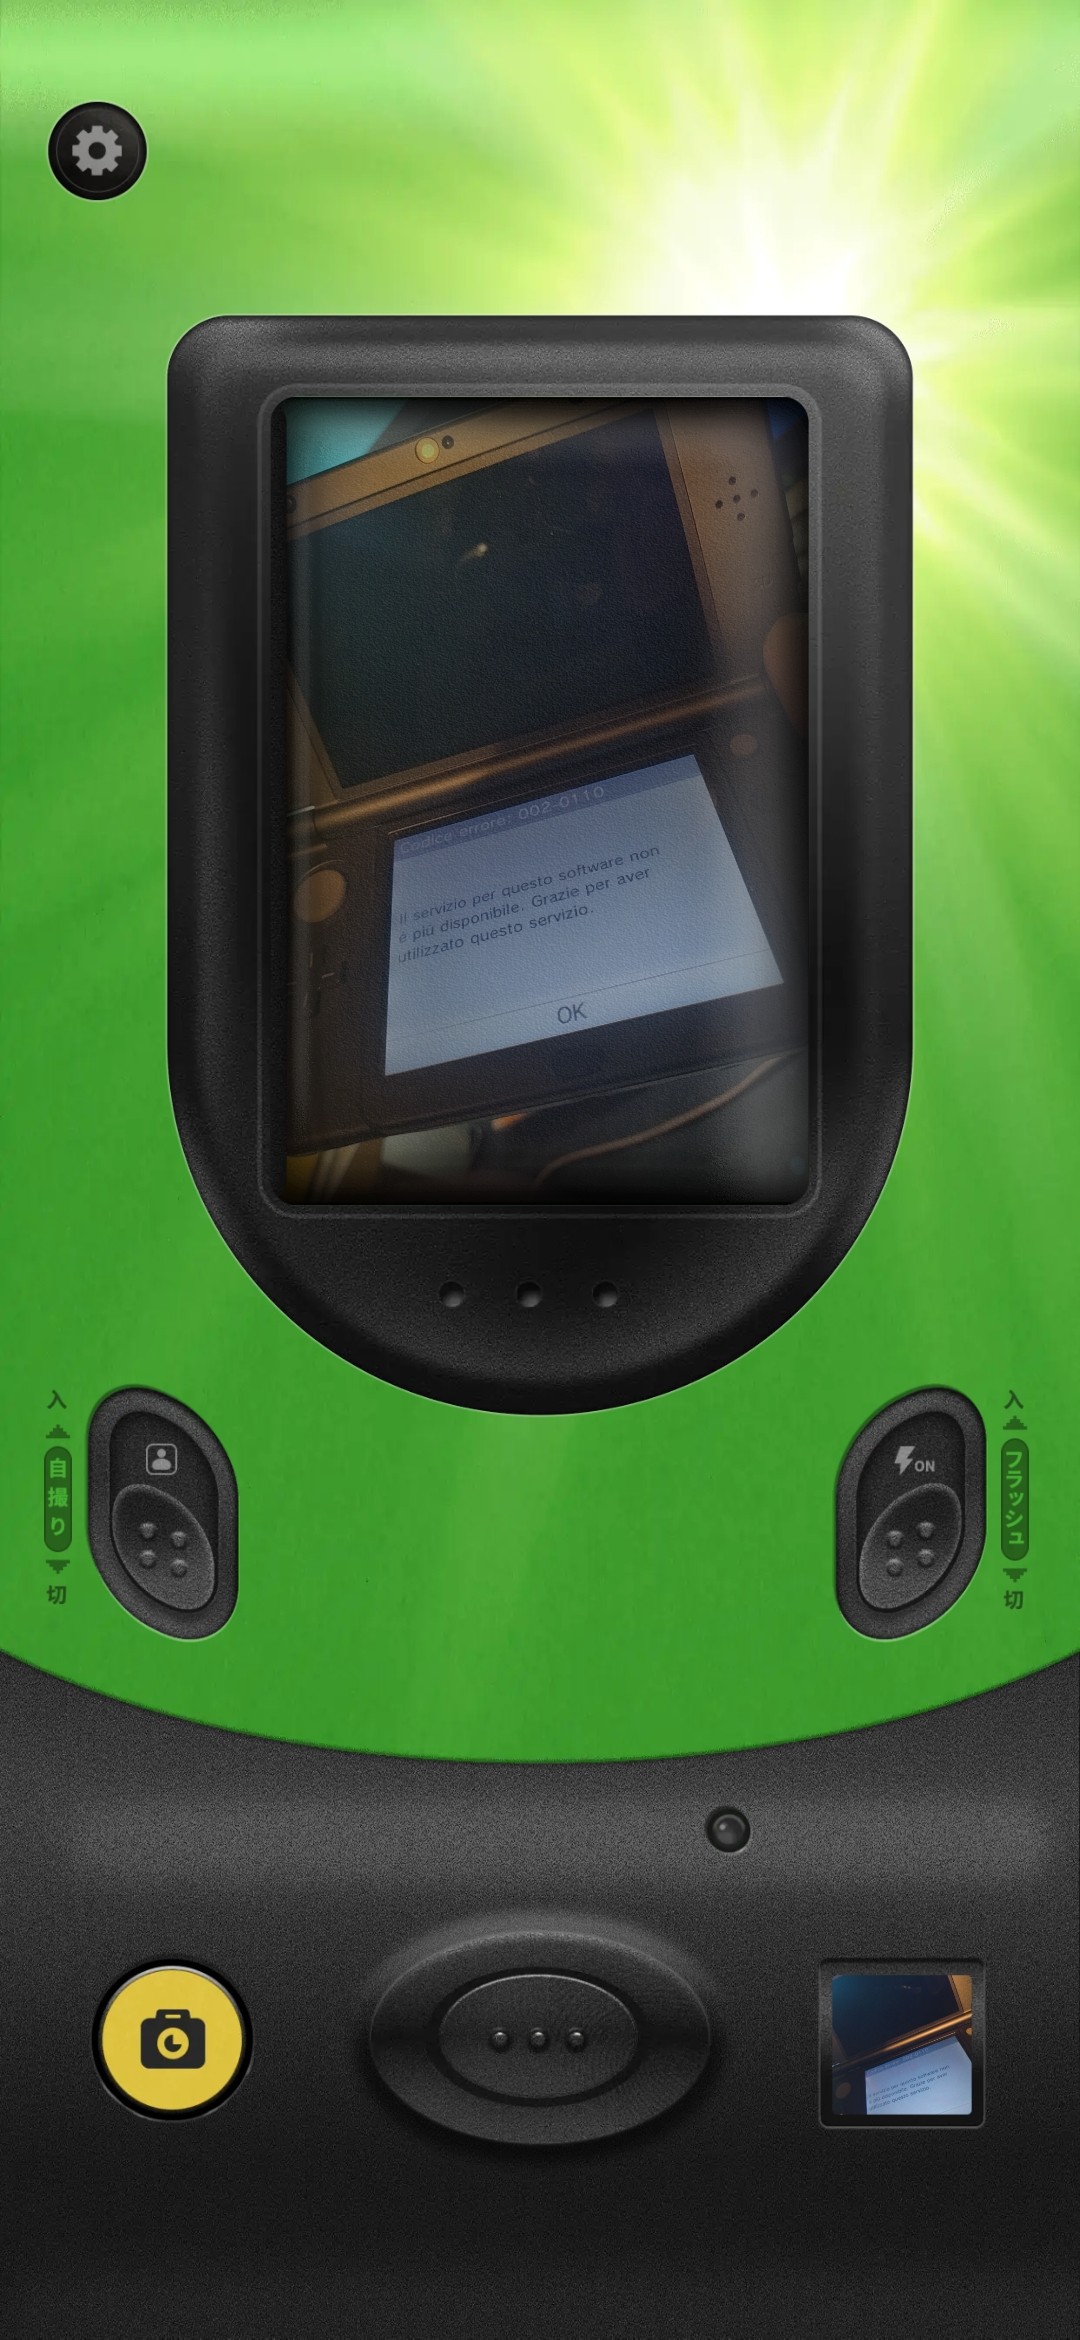 Codice errore: 002-0110
Il servizio per questo software non
è più disponibile. Grazie per aver
utilizzato questo servizio.
OK
入
自撮り
切
ON
入
フラッシュ
切